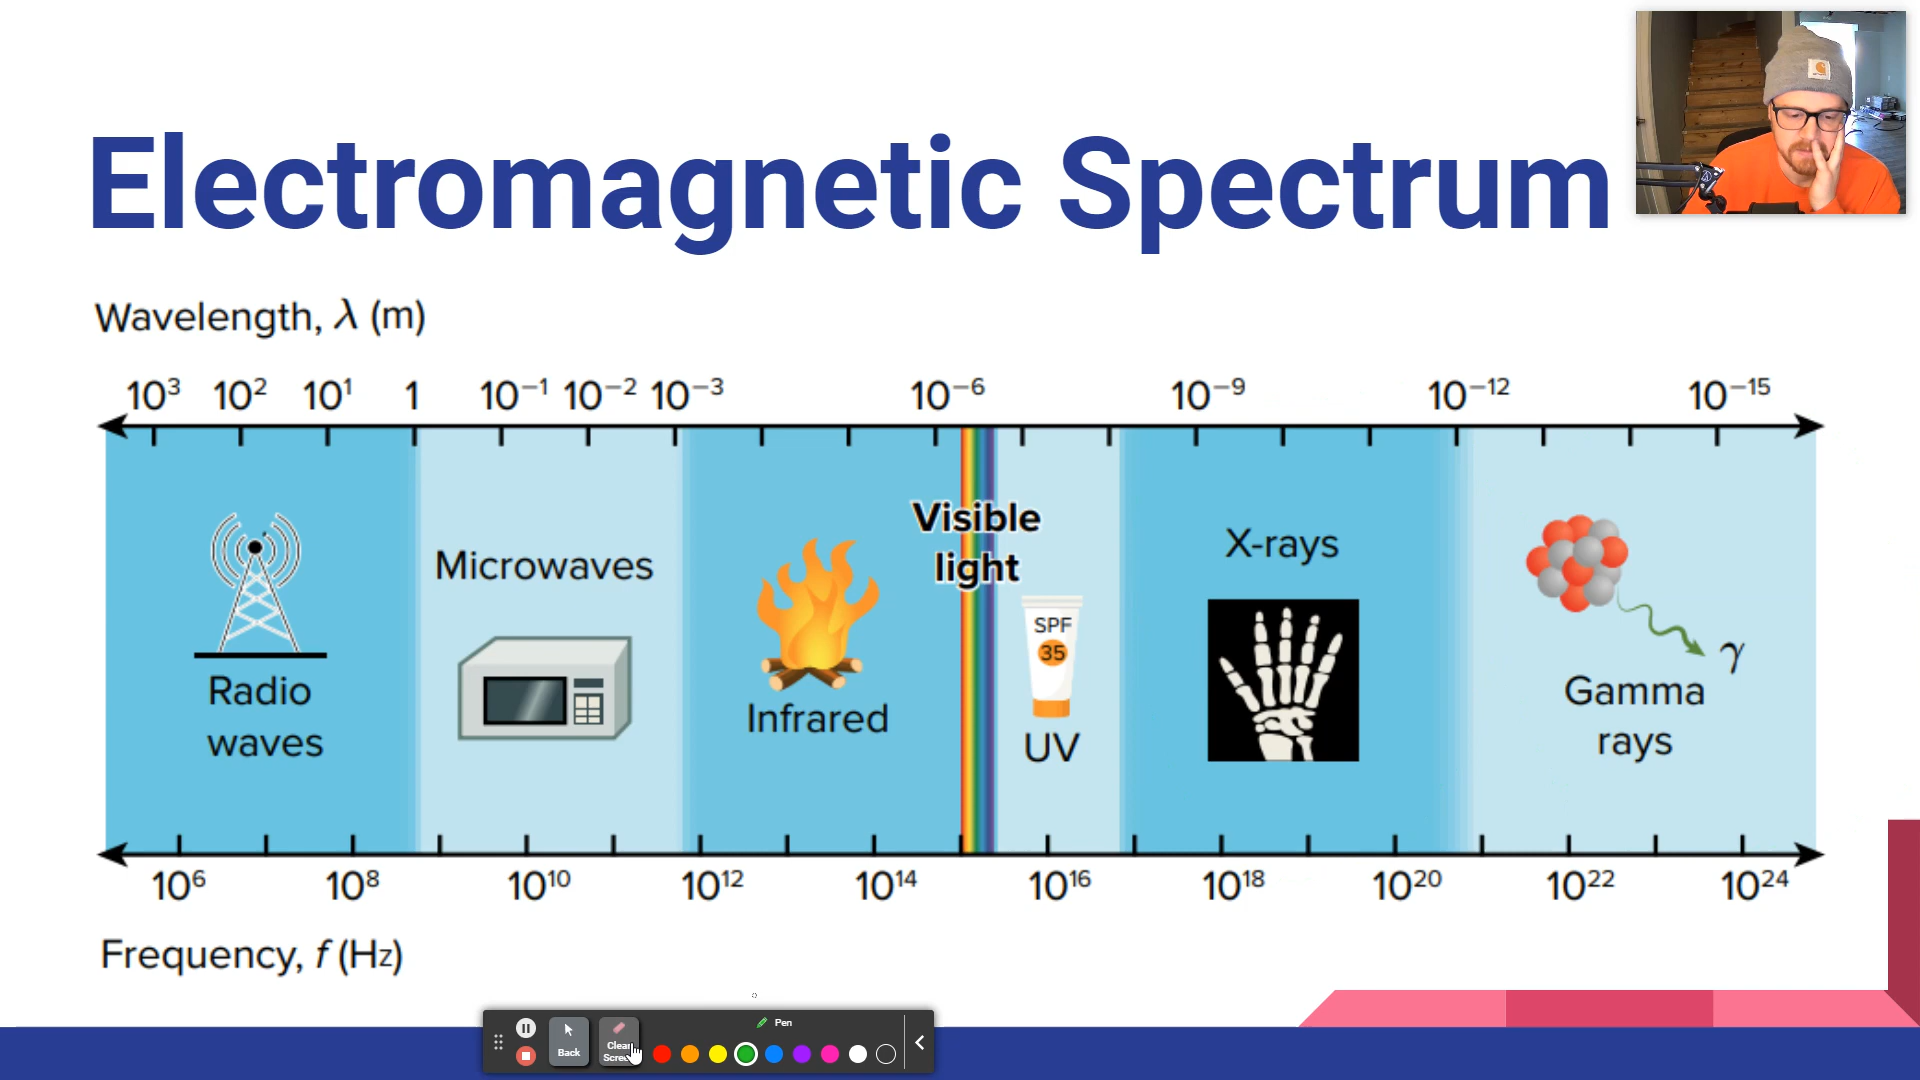 Electromagnetic Spectrum
Wavelength, λ (m)
10³ 10² 10¹ 1 10⁻¹ 10⁻² 10⁻³ 10⁻⁶ 10⁻⁹ 10⁻¹² 10⁻¹⁵
Visible
light
X-rays
Microwaves
SPF
35
γ
Radio
waves
Infrared
UV
Gamma
rays
10⁶ 10⁸ 10¹⁰ 10¹² 10¹⁴ 10¹⁶ 10¹⁸ 10²⁰ 10²² 10²⁴
Frequency, f (Hz)
Pen
Back
Clear